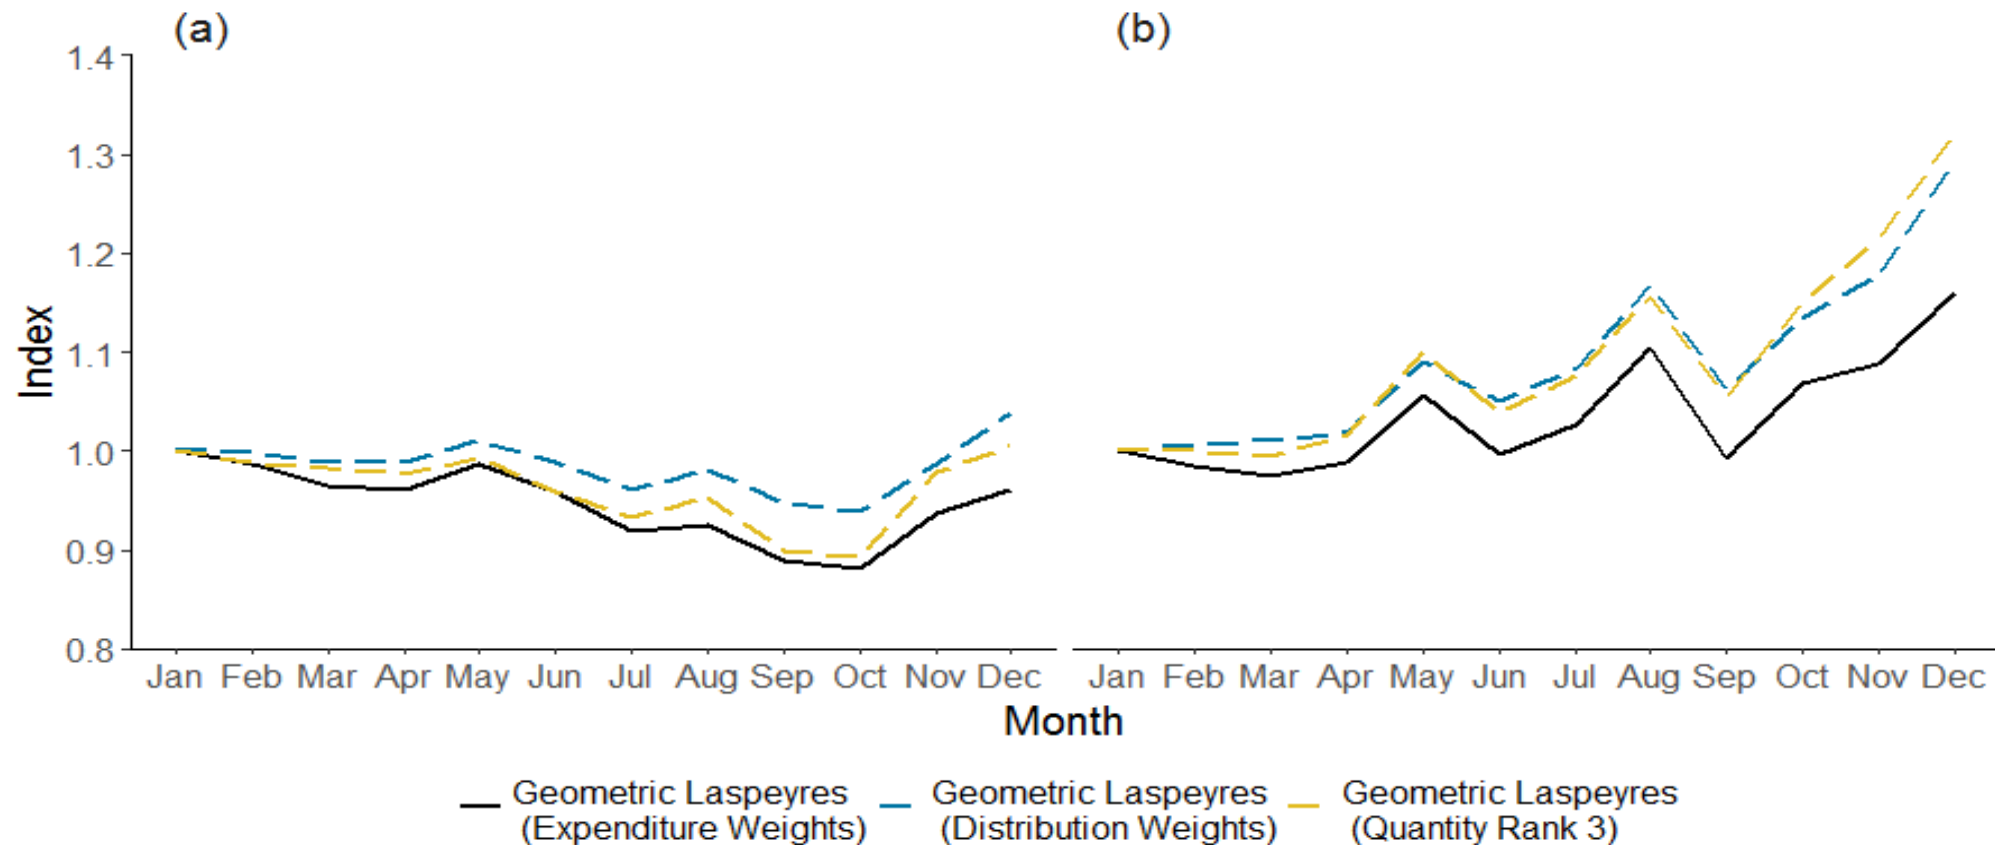 (a)
(b)
1.4
1.3
1.2
1.1
1.0
0.9
0.8
Index
Jan Feb Mar Apr May Jun Jul Aug Sep Oct Nov Dec
Jan Feb Mar Apr May Jun Jul Aug Sep Oct Nov Dec
Month
Geometric Laspeyres
(Expenditure Weights)
Geometric Laspeyres
(Distribution Weights)
Geometric Laspeyres
(Quantity Rank 3)